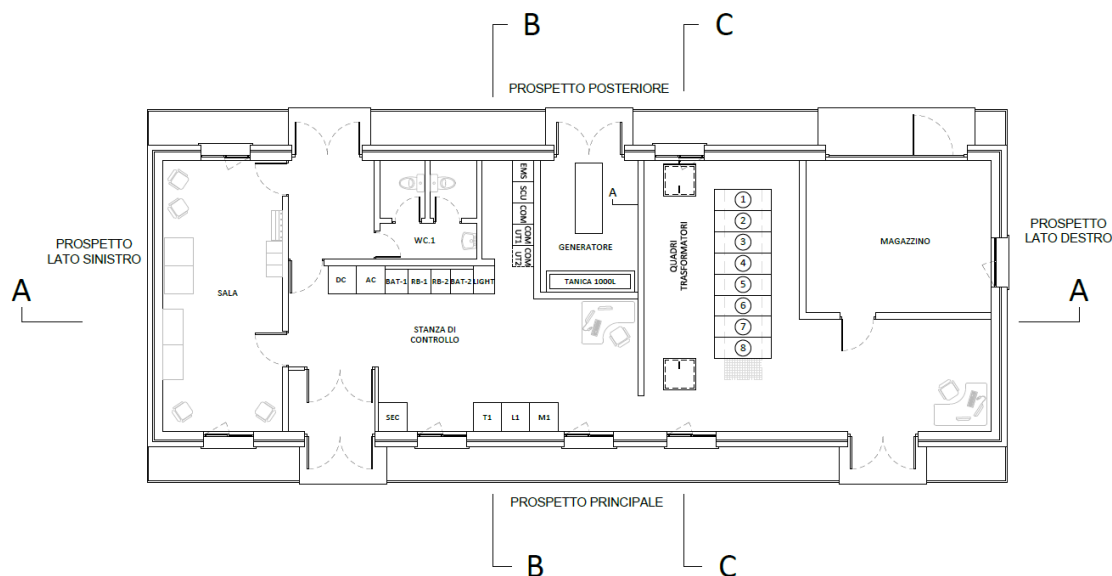 B
C
PROSPETTO POSTERIORE
EMS
SCU
COM
COM
UT1
COM
UT2
A
GENERATORE
TANICA 1000L
WC.1
QUADRI
TRASFORMATORI
1
2
3
4
5
6
7
8
MAGAZZINO
PROSPETTO
LATO SINISTRO
PROSPETTO
LATO DESTRO
A
A
SALA
DC
AC
BAT-1
RB-1
RB-2
BAT-2
LIGHT
STANZA DI
CONTROLLO
SEC
T1
L1
M1
PROSPETTO PRINCIPALE
B
C